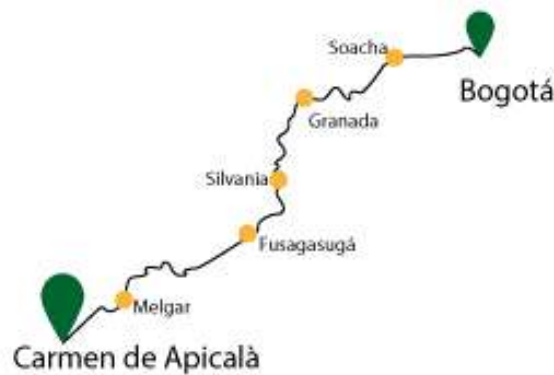 Soacha
Bogotá
Granada
Silvania
Fusagasugá
Melgar
Carmen de Apicalà